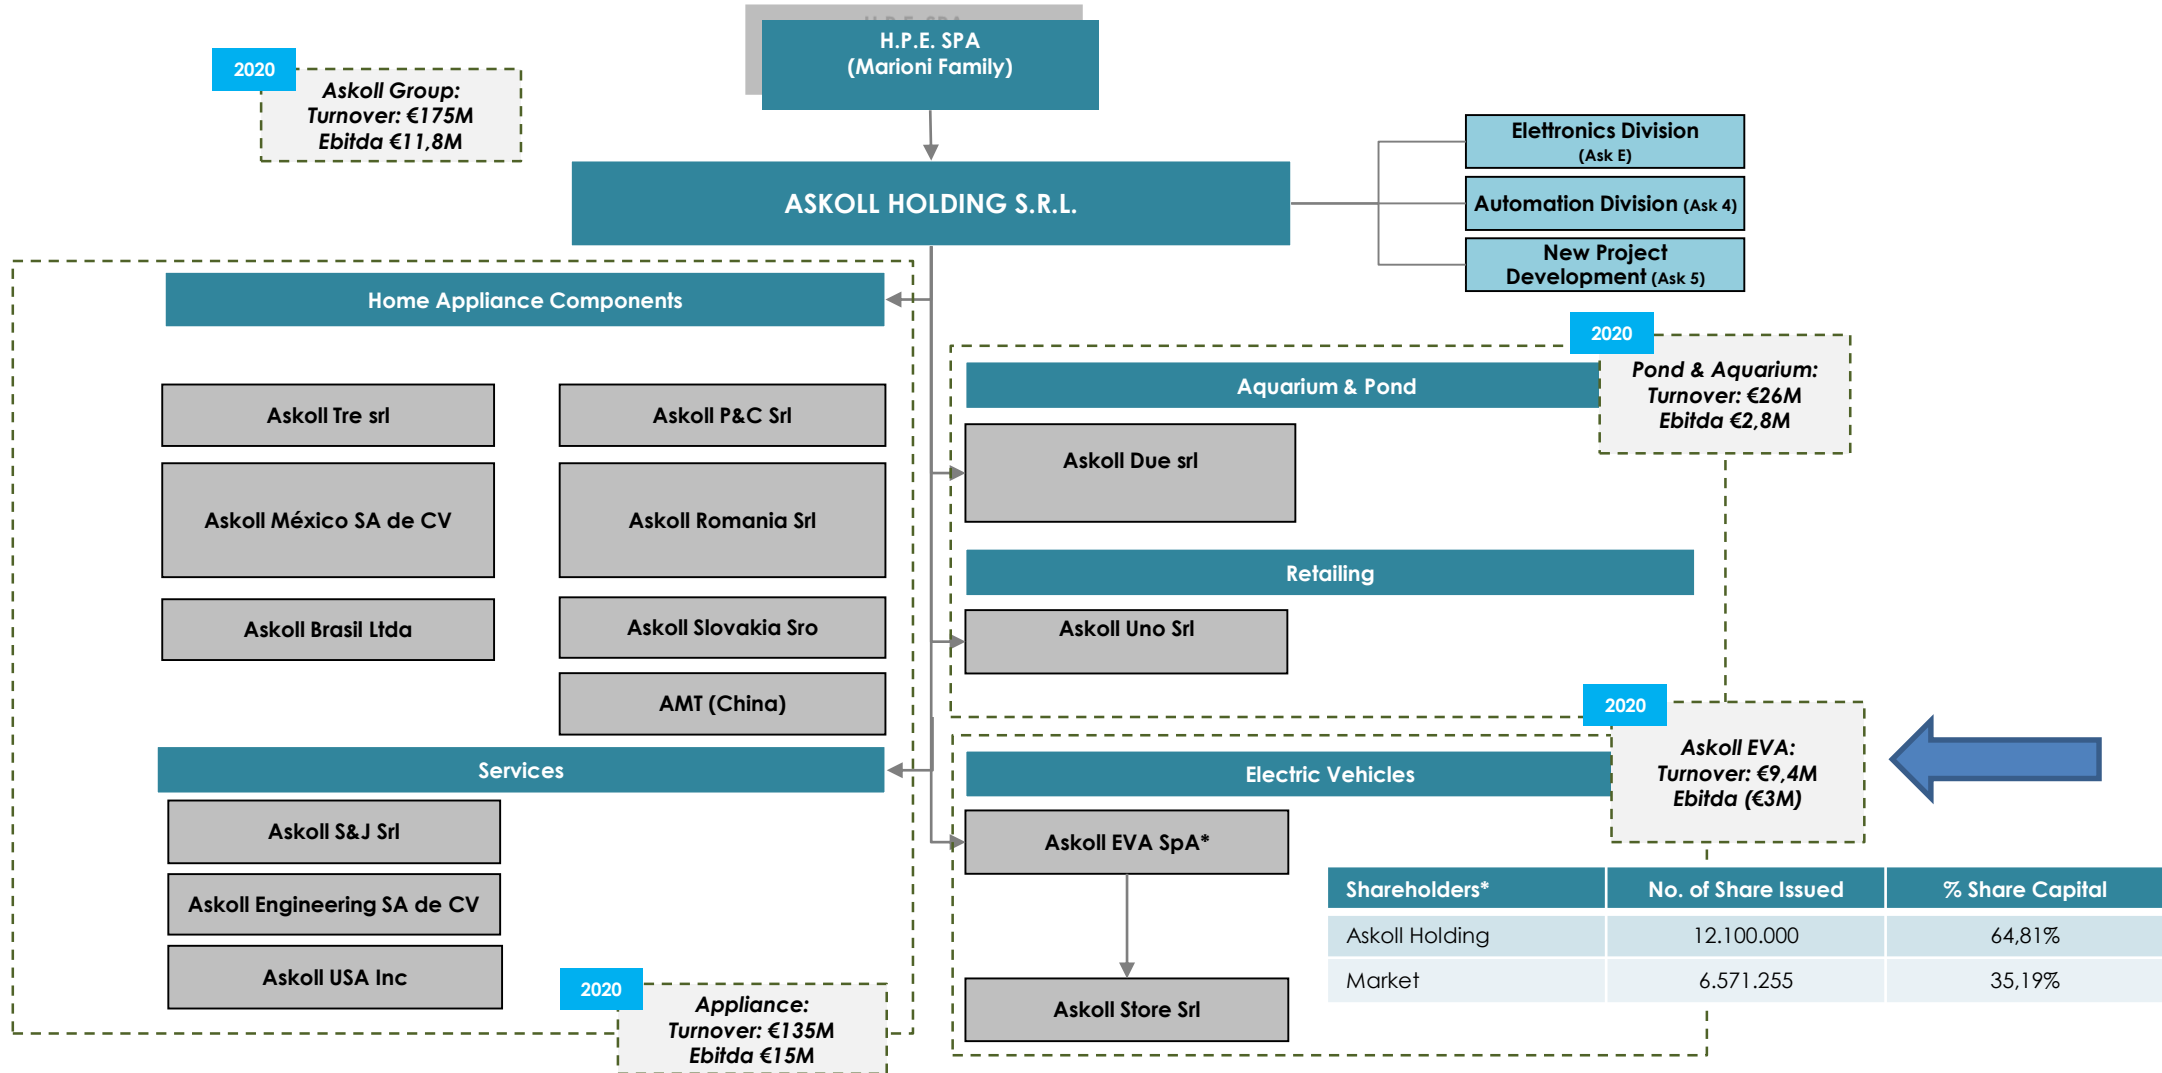 H.P.E. SPA
H.P.E. SPA
(Marioni Family)
2020
Askoll Group:
Turnover: €175M
Ebitda €11,8M
Elettronics Division
(Ask E)
Automation Division (Ask 4)
New Project
Development (Ask 5)
ASKOLL HOLDING S.R.L.
Home Appliance Components
Askoll Tre srl
Askoll P&C Srl
Askoll México SA de CV
Askoll Romania Srl
Askoll Brasil Ltda
Askoll Slovakia Sro
AMT (China)
Services
Askoll S&J Srl
Askoll Engineering SA de CV
Askoll USA Inc
2020
Appliance:
Turnover: €135M
Ebitda €15M
2020
Pond & Aquarium:
Turnover: €26M
Ebitda €2,8M
Aquarium & Pond
Askoll Due srl
Retailing
Askoll Uno Srl
2020
Askoll EVA:
Turnover: €9,4M
Ebitda (€3M)
Electric Vehicles
Askoll EVA SpA*
Askoll Store Srl
Shareholders* No. of Share Issued % Share Capital
Askoll Holding 12.100.000 64,81%
Market 6.571.255 35,19%